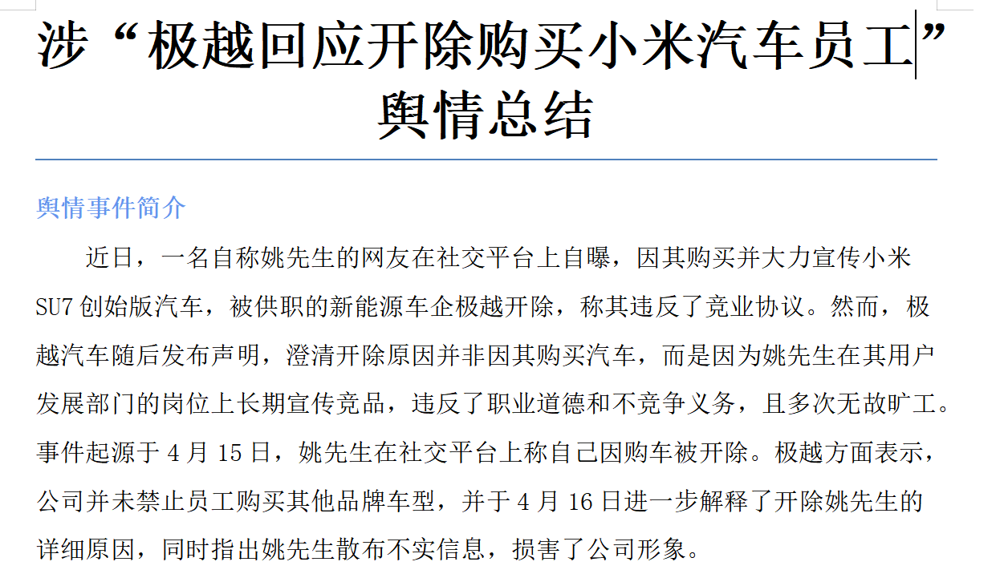 涉“极越回应开除购买小米汽车员工”
舆情总结
舆情事件简介
近日，一名自称姚先生的网友在社交平台上自曝，因其购买并大力宣传小米
SU7创始版汽车，被供职的新能源车企极越开除，称其违反了竞业协议。然而，极
越汽车随后发布声明，澄清开除原因并非因其购买汽车，而是因为姚先生在其用户
发展部门的岗位上长期宣传竞品，违反了职业道德和不竞争义务，且多次无故旷工。
事件起源于4月15日，姚先生在社交平台上称自己因购车被开除。极越方面表示，
公司并未禁止员工购买其他品牌车型，并于4月16日进一步解释了开除姚先生的
详细原因，同时指出姚先生散布不实信息，损害了公司形象。